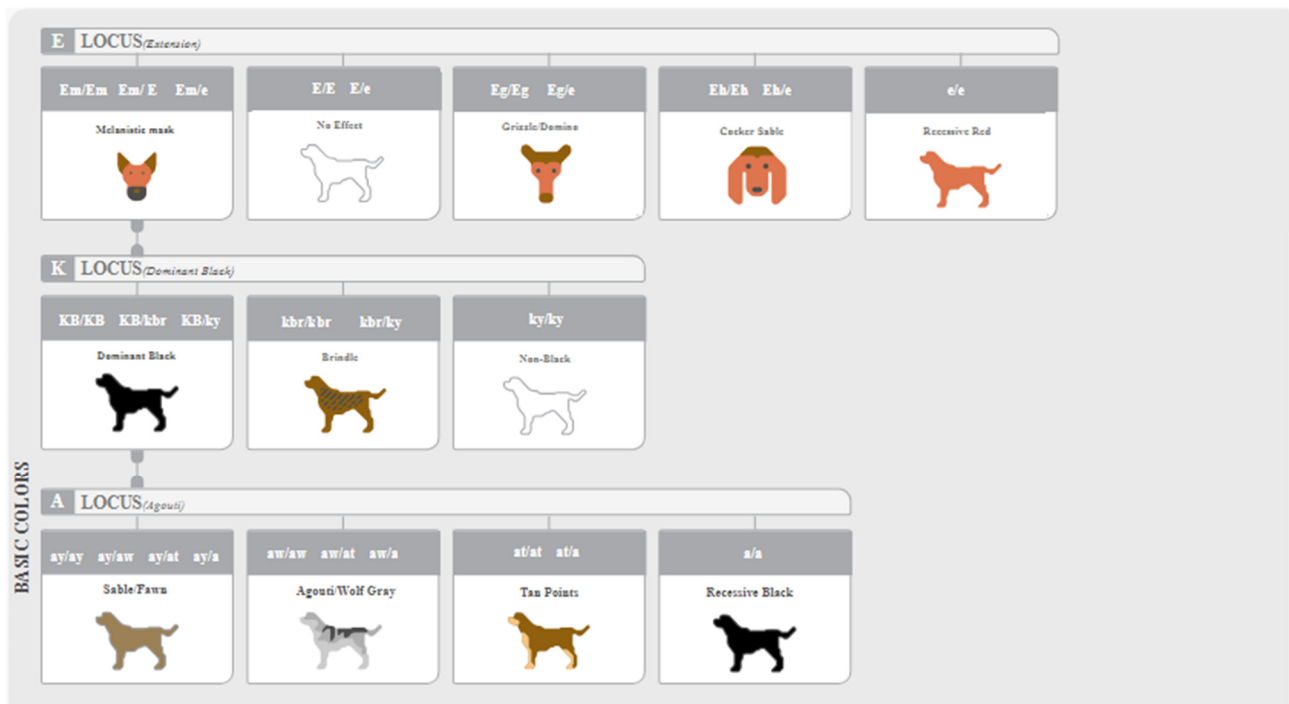 E LOCUS(Extension)
Em/Em Em/ E Em/e
E/E E/e
Eg/Eg Eg/e
Eh/Eh Eh/e
e/e
Melanistic mask
No Effect
Grizzle/Domino
Cocker Sable
Recessive Red
K LOCUS(Dominant Black)
KB/KB KB/kbr KB/ky
kbr/kbr kbr/ky
ky/ky
Dominant Black
Brindle
Non-Black
BASIC COLORS
A LOCUS(Agouti)
ay/ay ay/aw ay/at ay/a
aw/aw aw/at aw/a
at/at at/a
a/a
Sable/Fawn
Agouti/Wolf Gray
Tan Points
Recessive Black